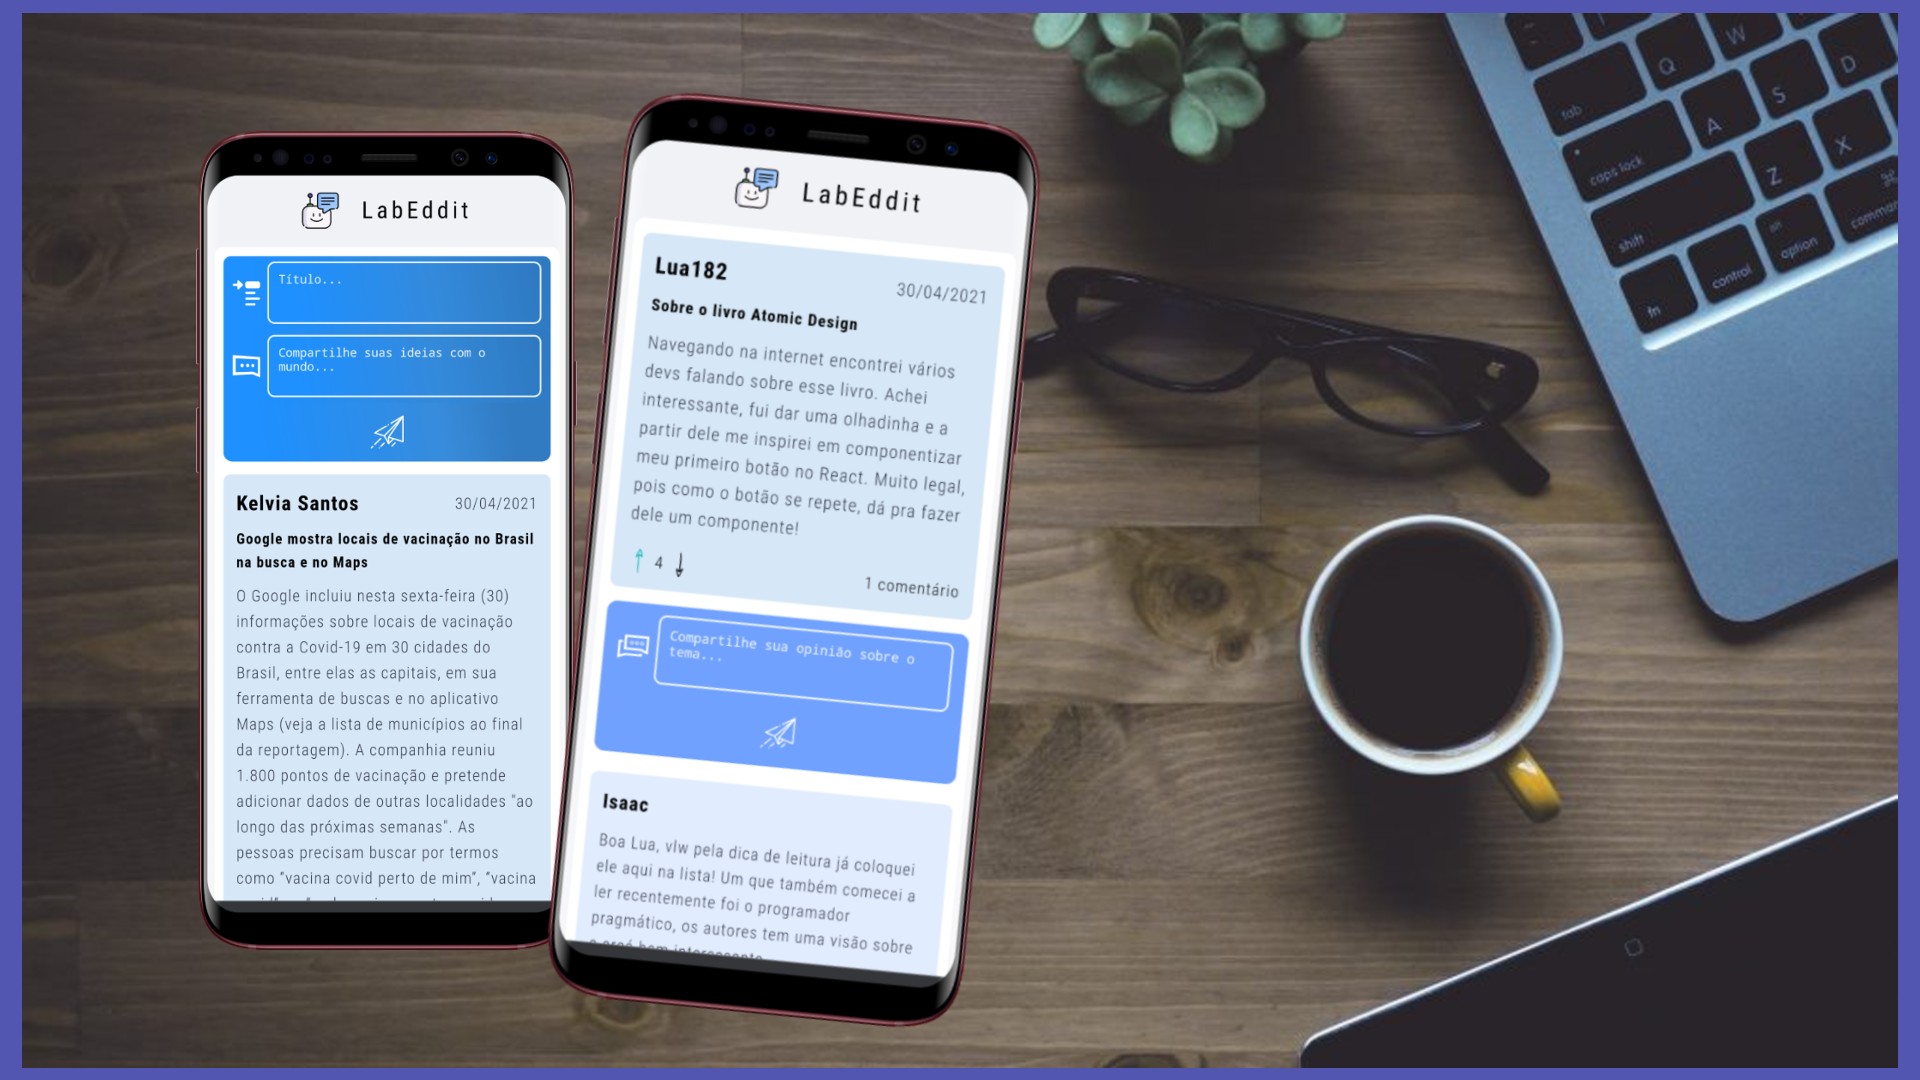 LabEddit
Título...
Compartilhe suas ideias com o
mundo...
Kelvia Santos
30/04/2021
Google mostra locais de vacinação no Brasil
na busca e no Maps
O Google incluiu nesta sexta-feira (30)
informações sobre locais de vacinação
contra a Covid-19 em 30 cidades do
Brasil, entre elas as capitais, em sua
ferramenta de buscas e no aplicativo
Maps (veja a lista de municípios ao final
da reportagem). A companhia reuniu
1.800 pontos de vacinação e pretende
adicionar dados de outras localidades "ao
longo das próximas semanas". As
pessoas precisam buscar por termos
como “vacina covid perto de mim”, “vacina
LabEddit
Lua182
30/04/2021
Sobre o livro Atomic Design
Navegando na internet encontrei vários
devs falando sobre esse livro. Achei
interessante, fui dar uma olhadinha e a
partir dele me inspirei em componentizar
meu primeiro botão no React. Muito legal,
pois como o botão se repete, dá pra fazer
dele um componente!
4
1 comentário
Compartilhe sua opinião sobre o
tema...
Isaac
Boa Lua, vlw pela dica de leitura já coloquei
ele aqui na lista! Um que também comecei a
ler recentemente foi o programador
pragmático, os autores tem uma visão sobre
Q W
tab
A S D
caps lock
Z X
shift
fn control
alt
option